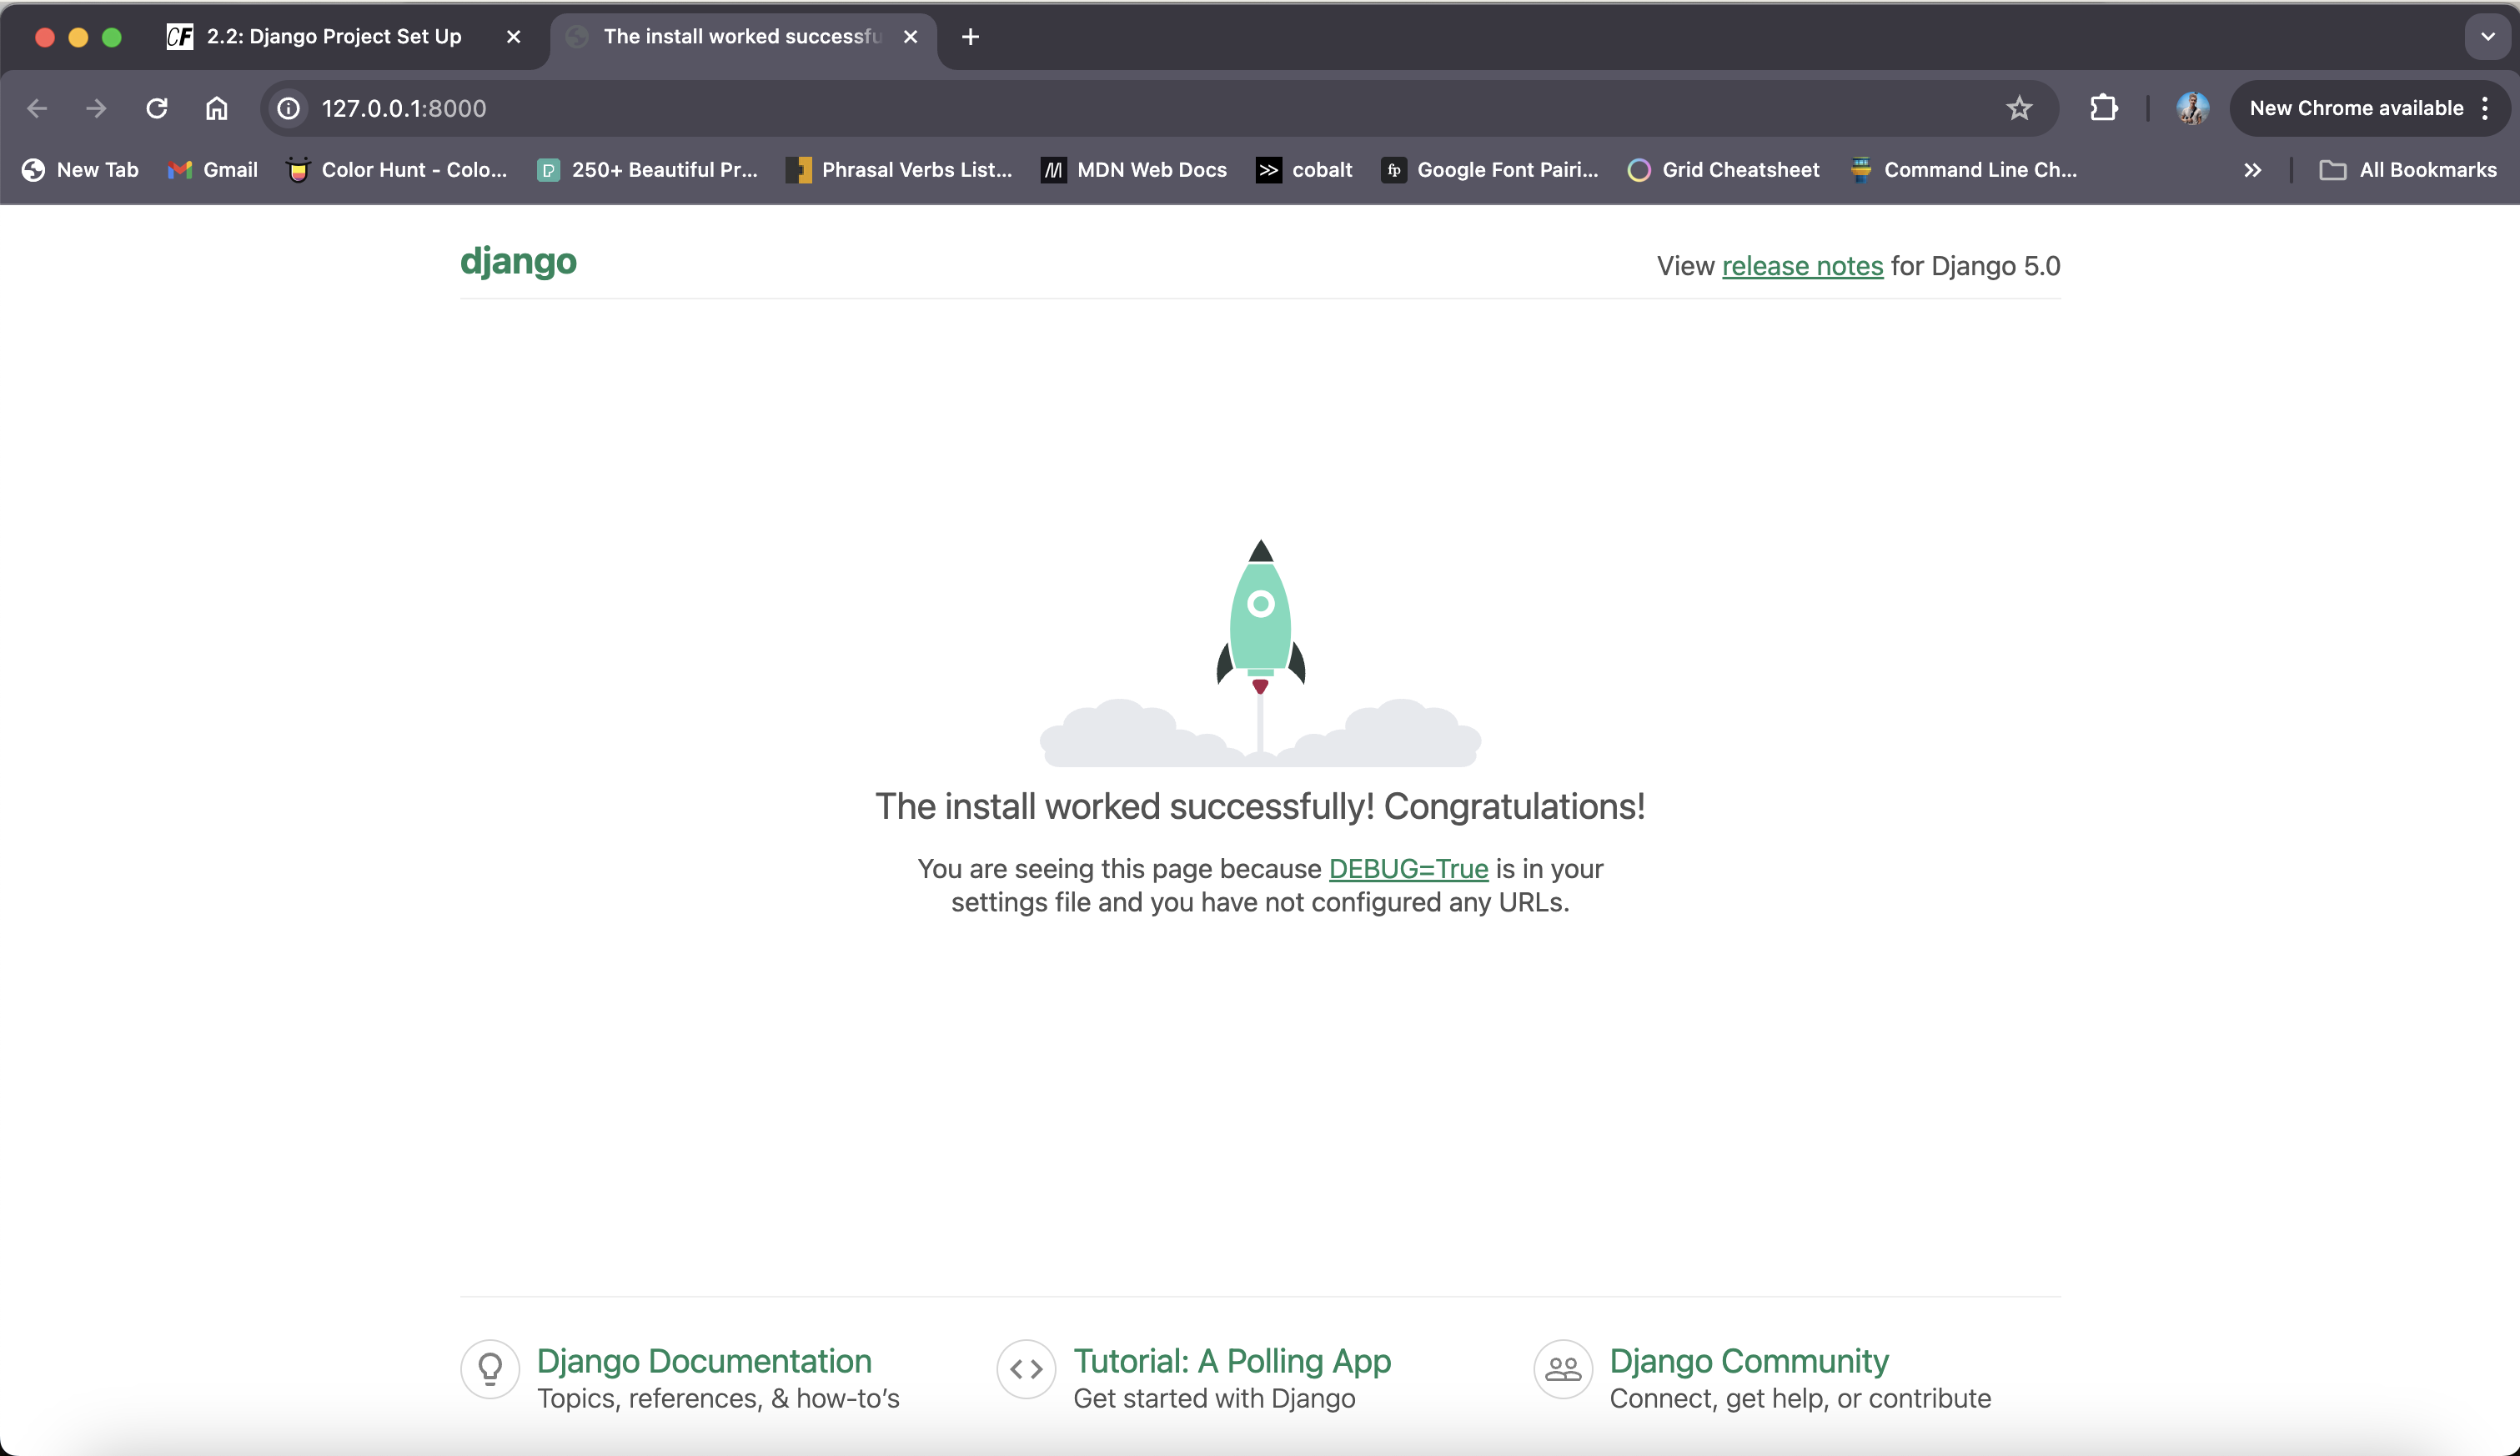 CF 2.2: Django Project Set Up
The install worked successfu
127.0.0.1:8000
New Chrome available
New Tab
Gmail
Color Hunt - Colo...
250+ Beautiful Pr...
Phrasal Verbs List...
MDN Web Docs
cobalt
fp Google Font Pairi...
Grid Cheatsheet
Command Line Ch...
All Bookmarks
django
View release notes for Django 5.0
The install worked successfully! Congratulations!
You are seeing this page because DEBUG=True is in your
settings file and you have not configured any URLs.
Django Documentation
Topics, references, & how-to’s
Tutorial: A Polling App
Get started with Django
Django Community
Connect, get help, or contribute